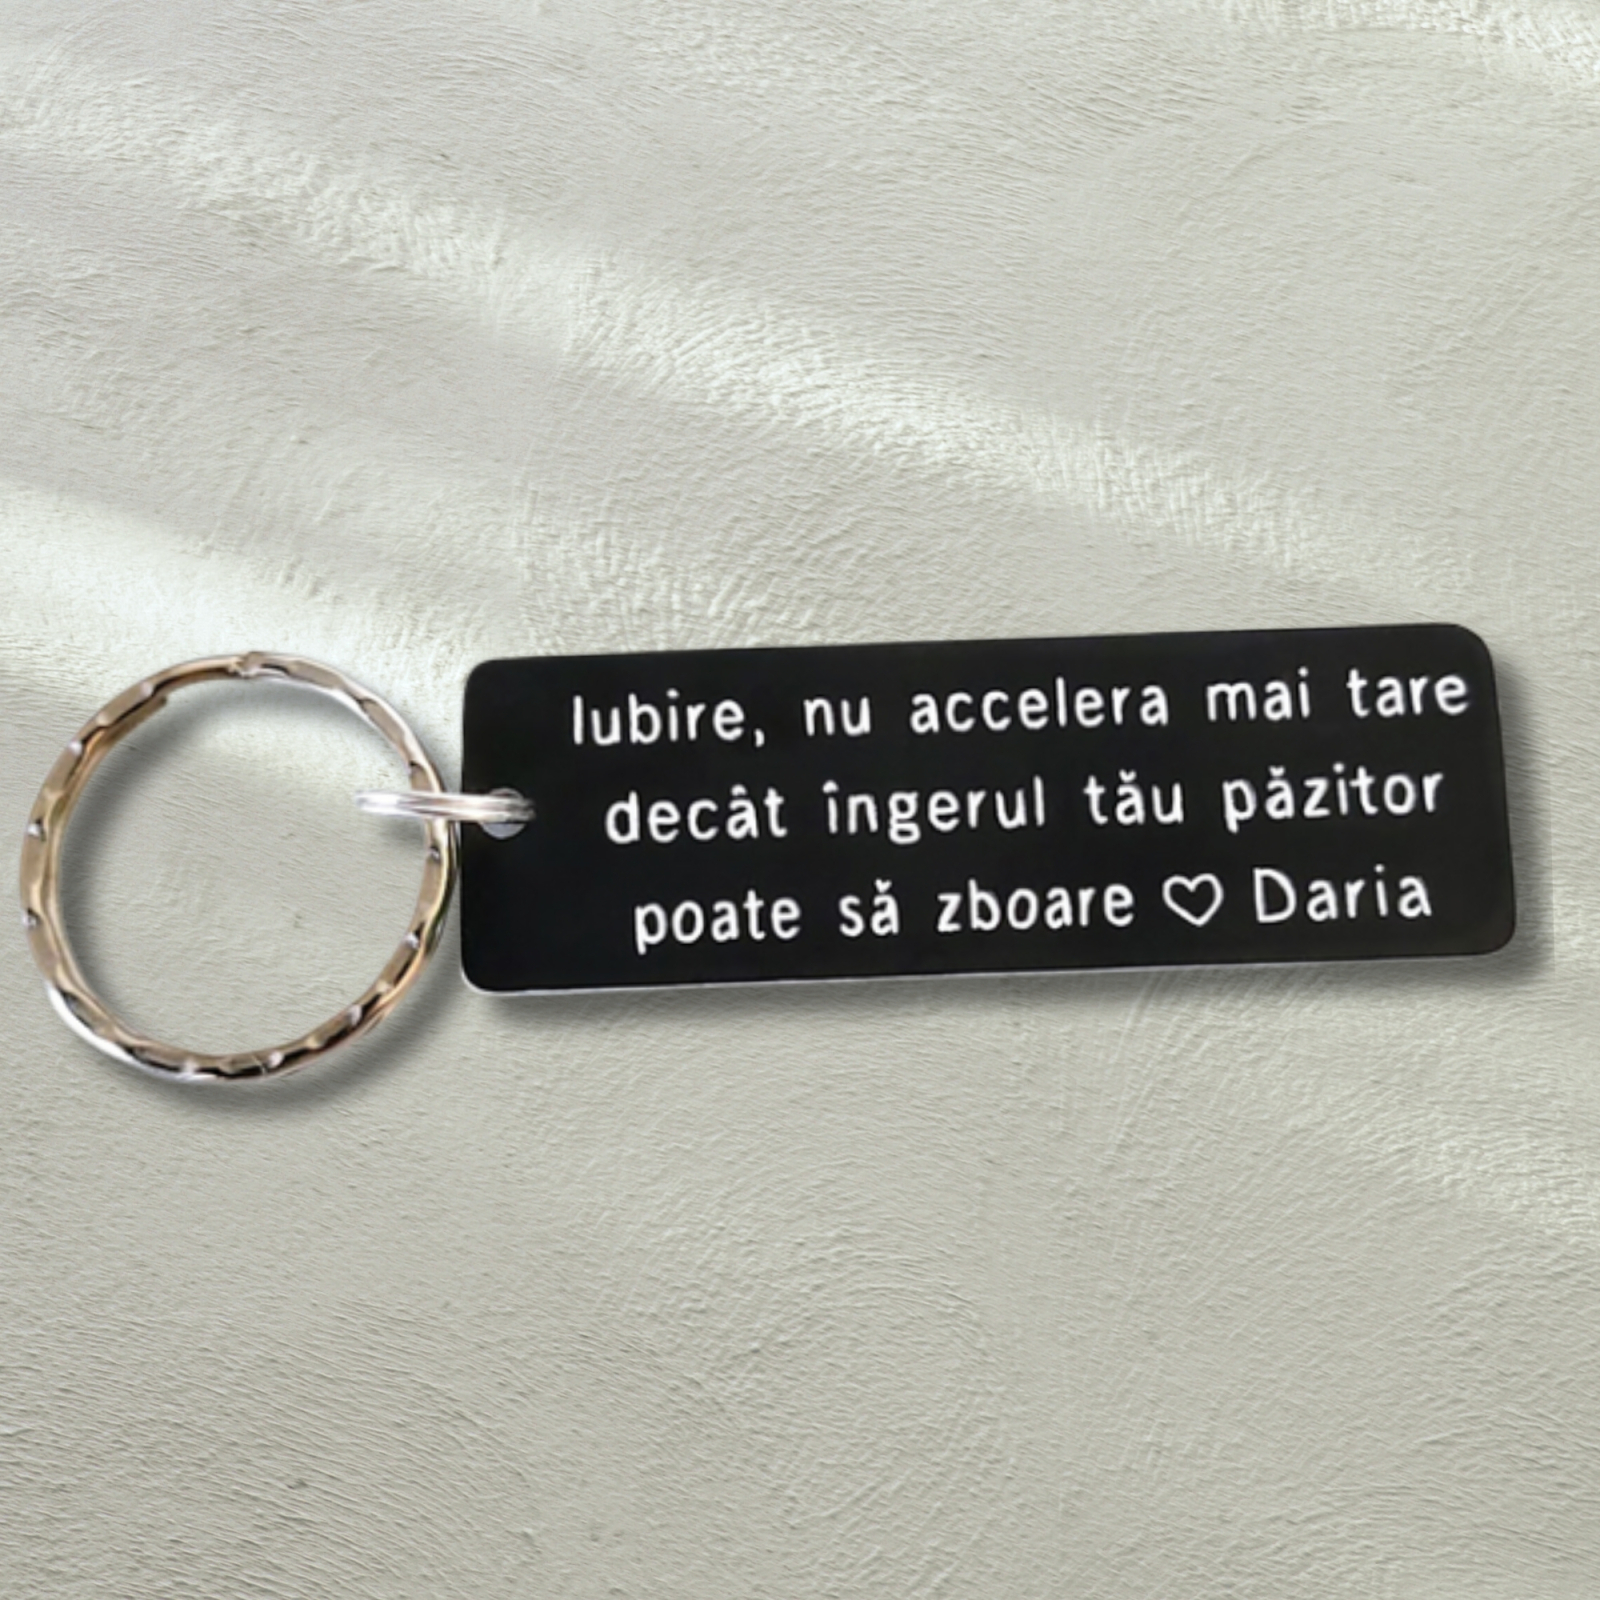 Iubire, nu accelera mai tare
decât îngerul tău păzitor
poate să zboare ♡ Daria